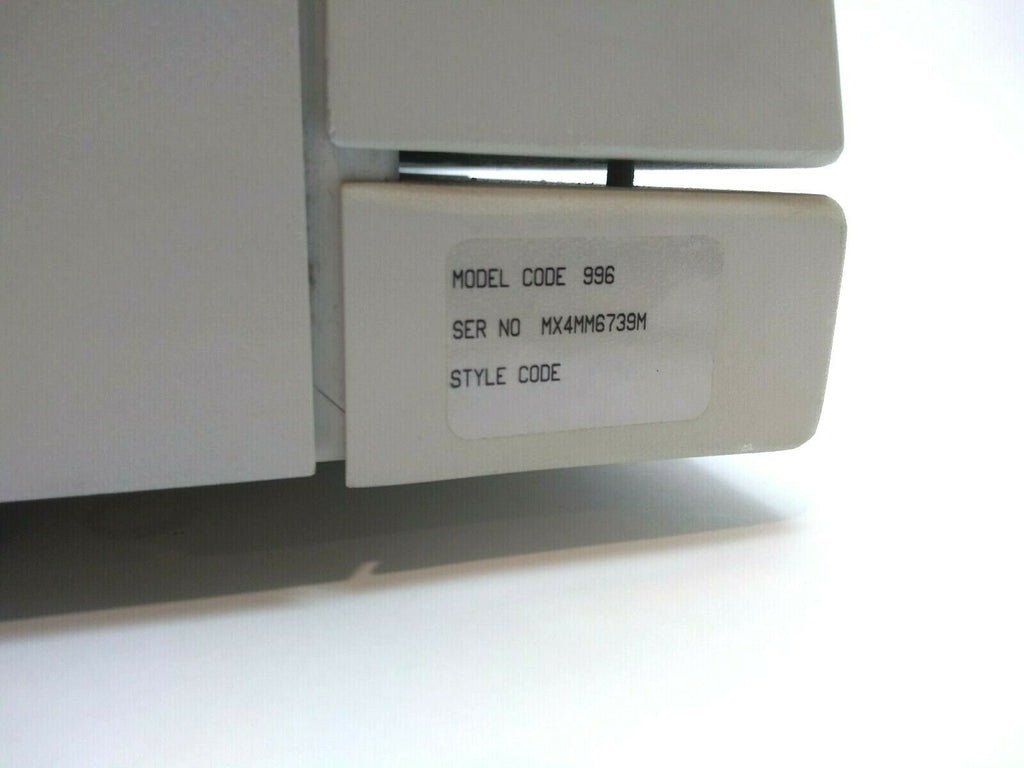 MODEL CODE 996
SER NO MX4MM6739M
STYLE CODE